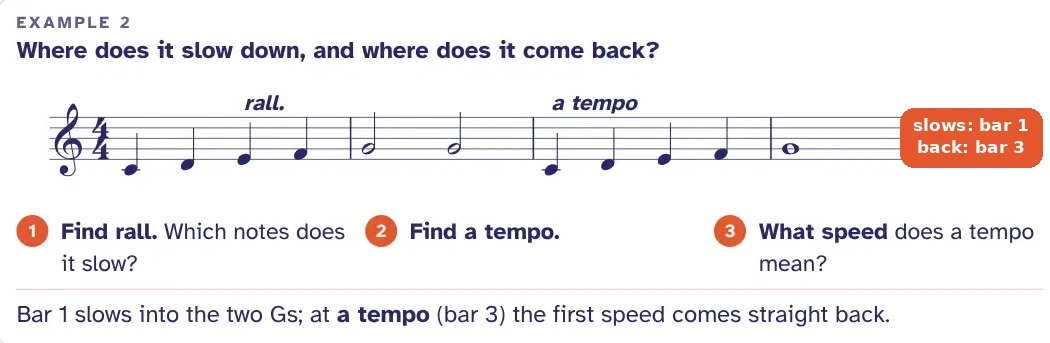 EXAMPLE 2
Where does it slow down, and where does it come back?
rall.
a tempo
4
4
slows: bar 1
back: bar 3
1 Find rall. Which notes does
it slow?
2 Find a tempo.
3 What speed does a tempo
mean?
Bar 1 slows into the two Gs; at a tempo (bar 3) the first speed comes straight back.